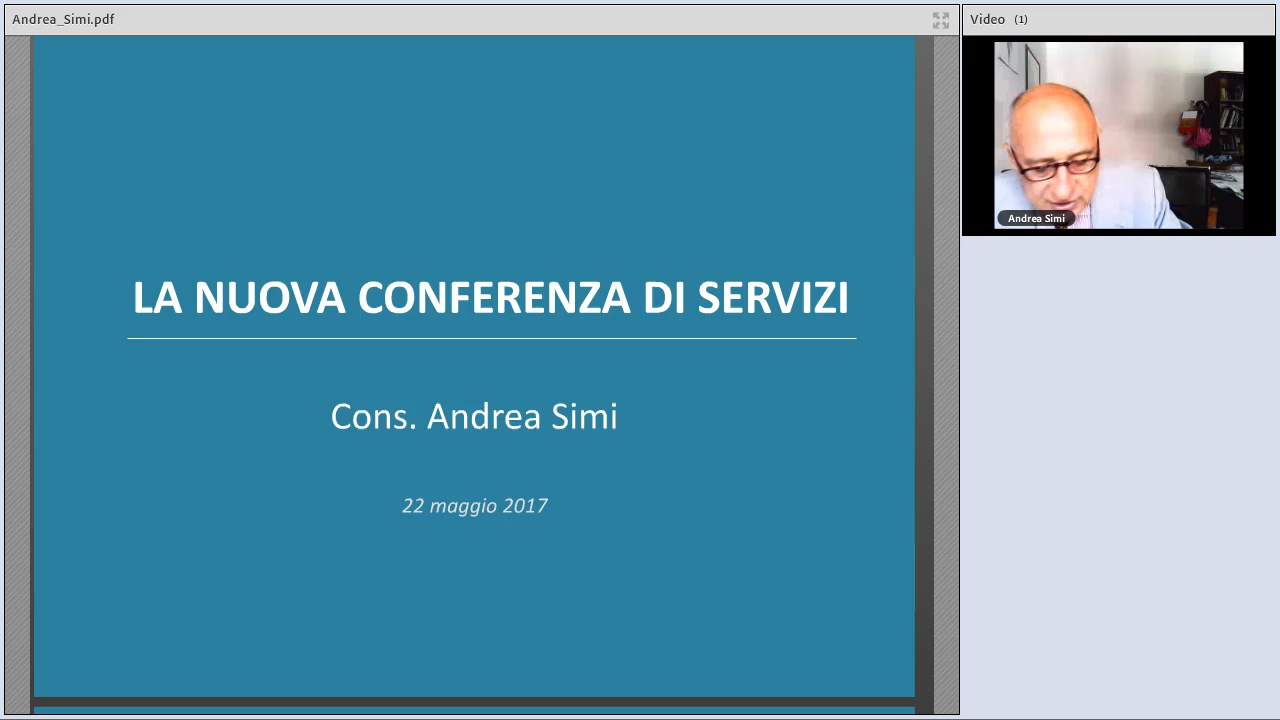 Andrea_Simi.pdf
Video (1)
Andrea Simi
LA NUOVA CONFERENZA DI SERVIZI
Cons. Andrea Simi
22 maggio 2017